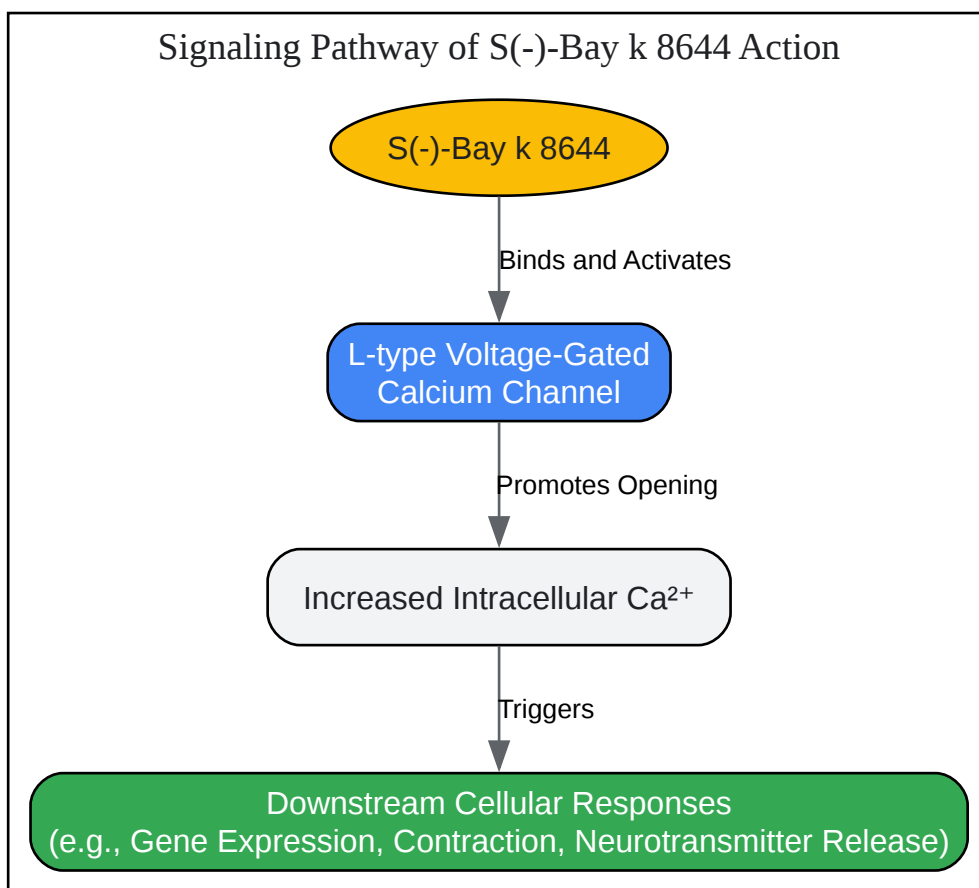 Signaling Pathway of S(-)-Bay k 8644 Action
S(-)-Bay k 8644
Binds and Activates
L-type Voltage-Gated
Calcium Channel
Promotes Opening
Increased Intracellular Ca²⁺
Triggers
Downstream Cellular Responses
(e.g., Gene Expression, Contraction, Neurotransmitter Release)